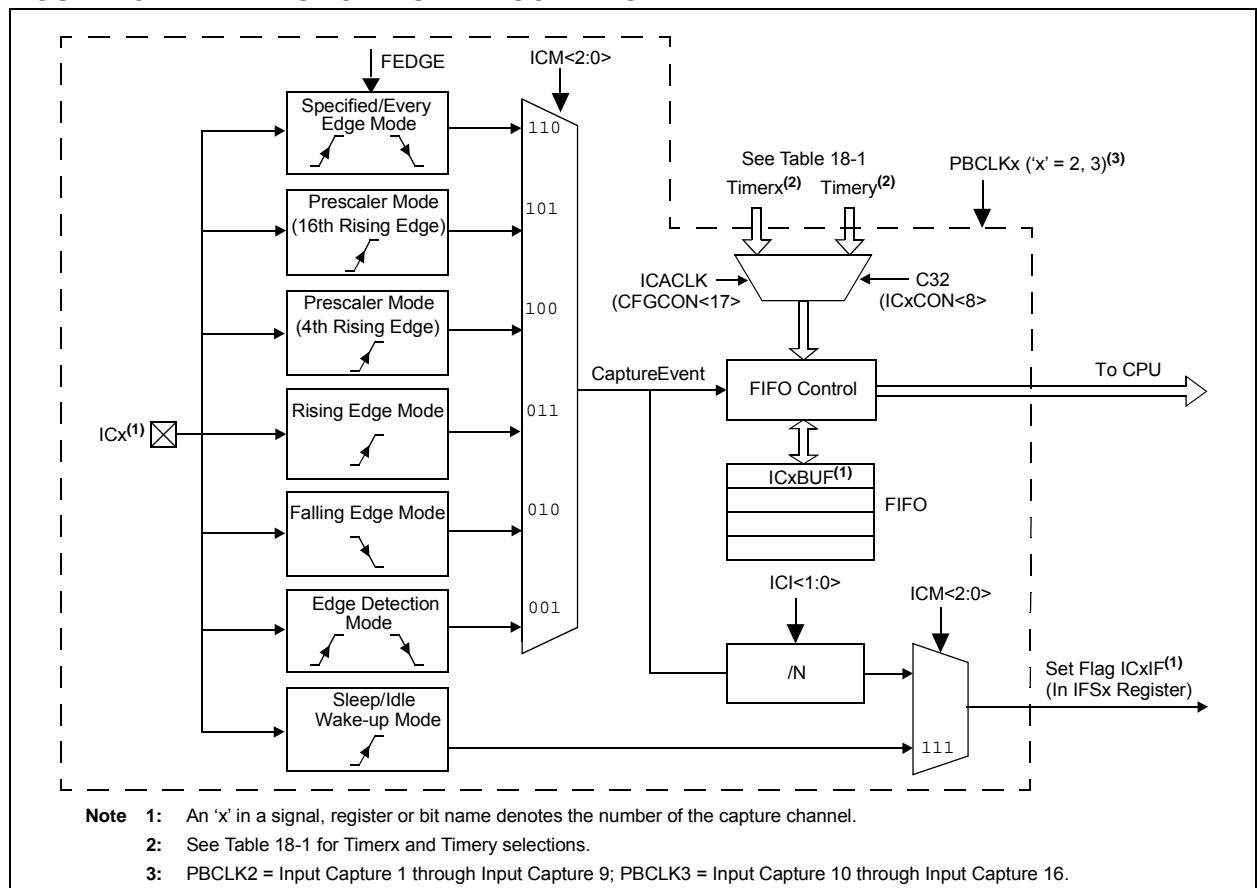 FEDGE
ICM<2:0>
Specified/Every
Edge Mode
110
Prescaler Mode
(16th Rising Edge)
101
Prescaler Mode
(4th Rising Edge)
100
Rising Edge Mode
011
ICx(1)
Falling Edge Mode
010
Edge Detection
Mode
001
Sleep/Idle
Wake-up Mode
See Table 18-1
Timerx(2) Timery(2)
PBCLKx (‘x’ = 2, 3)(3)
ICACLK
(CFGCON<17>
C32
(ICxCON<8>
CaptureEvent
FIFO Control
To CPU
ICxBUF(1)
FIFO
ICI<1:0>
ICM<2:0>
/N
111
Set Flag ICxIF(1)
(In IFSx Register)
Note 1: An ‘x’ in a signal, register or bit name denotes the number of the capture channel.
2: See Table 18-1 for Timerx and Timery selections.
3: PBCLK2 = Input Capture 1 through Input Capture 9; PBCLK3 = Input Capture 10 through Input Capture 16.